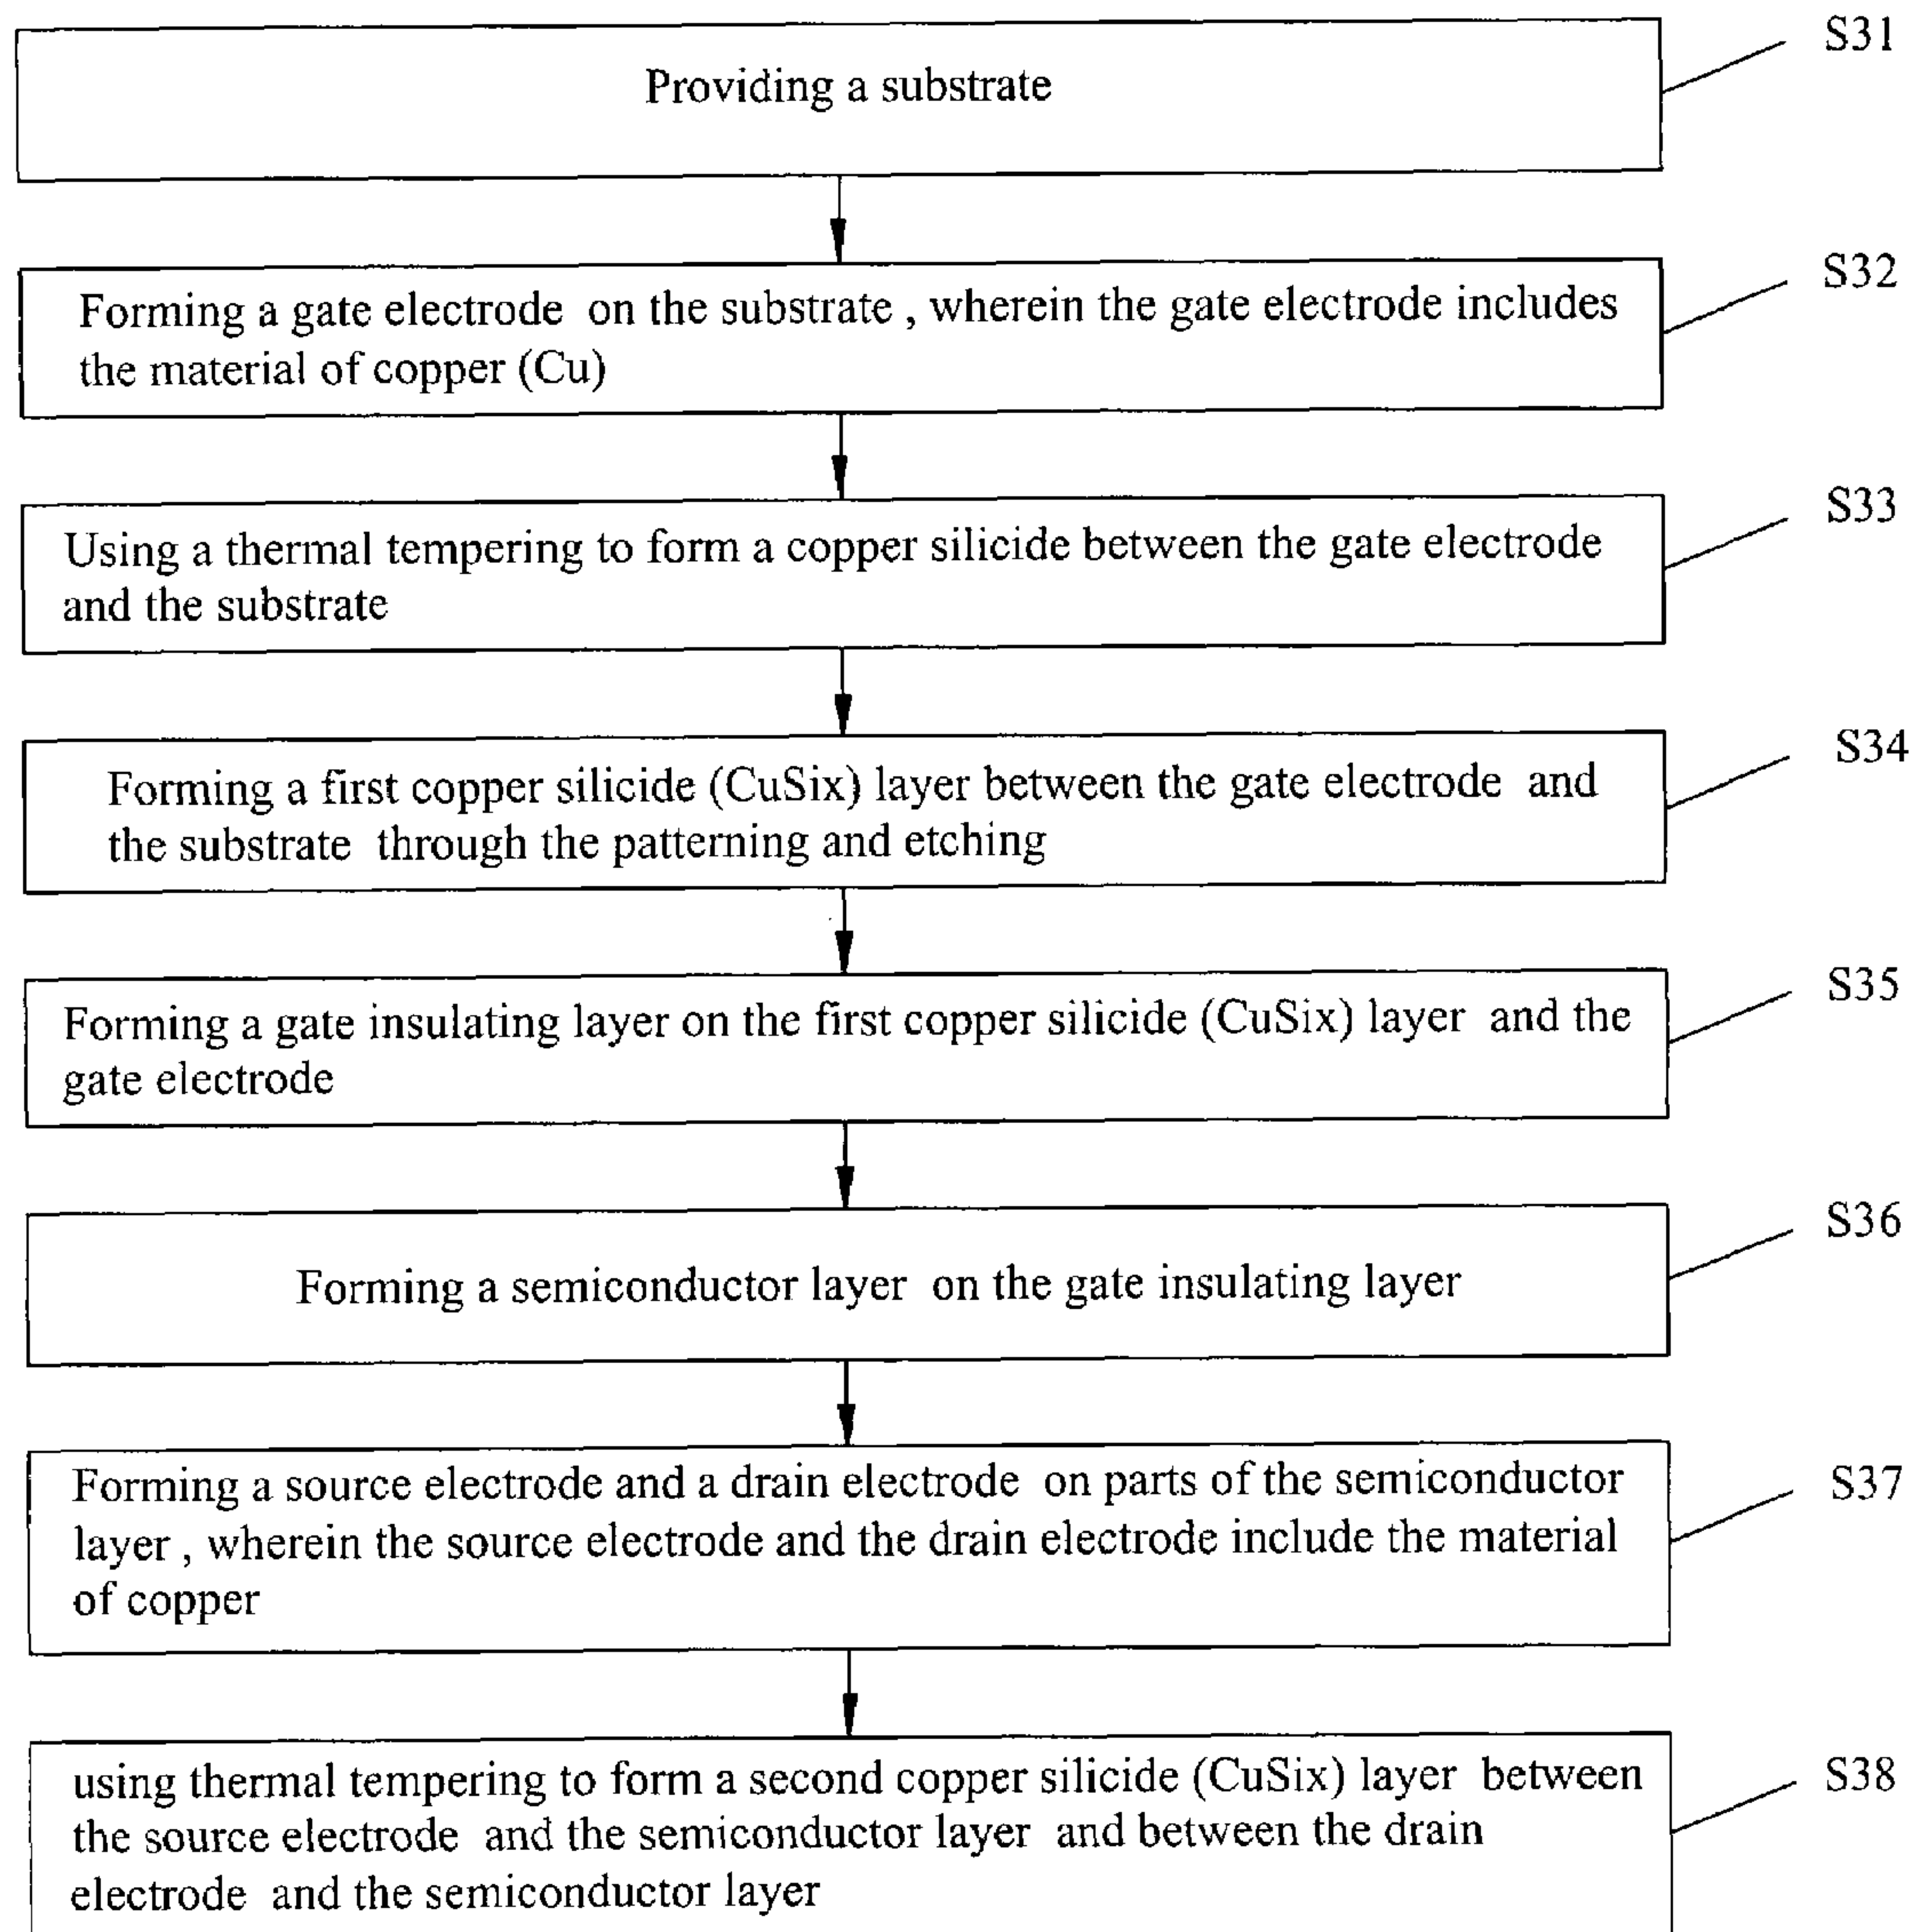 Providing a substrate
S31
Forming a gate electrode on the substrate , wherein the gate electrode includes
the material of copper (Cu)
S32
Using a thermal tempering to form a copper silicide between the gate electrode
and the substrate
S33
Forming a first copper silicide (CuSix) layer between the gate electrode and
the substrate through the patterning and etching
S34
Forming a gate insulating layer on the first copper silicide (CuSix) layer and the
gate electrode
S35
Forming a semiconductor layer on the gate insulating layer
S36
Forming a source electrode and a drain electrode on parts of the semiconductor
layer , wherein the source electrode and the drain electrode include the material
of copper
S37
using thermal tempering to form a second copper silicide (CuSix) layer between
the source electrode and the semiconductor layer and between the drain
electrode and the semiconductor layer
S38